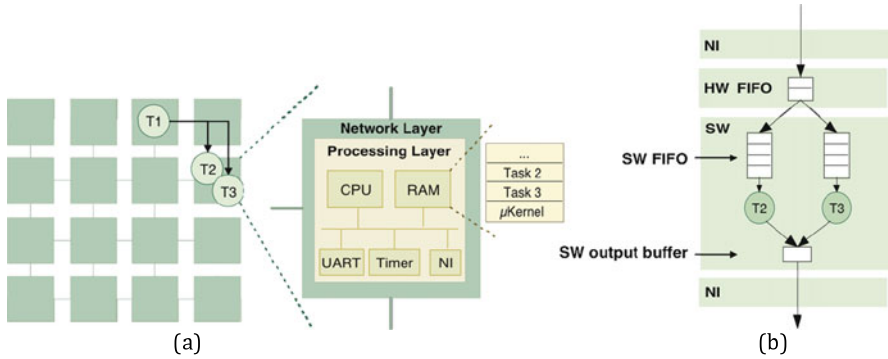 T1
T2
T3
Network Layer
Processing Layer
CPU
RAM
UART
Timer
NI
...
Task 2
Task 3
µKernel
(a)
NI
HW FIFO
SW
SW FIFO
T2
T3
SW output buffer
NI
(b)